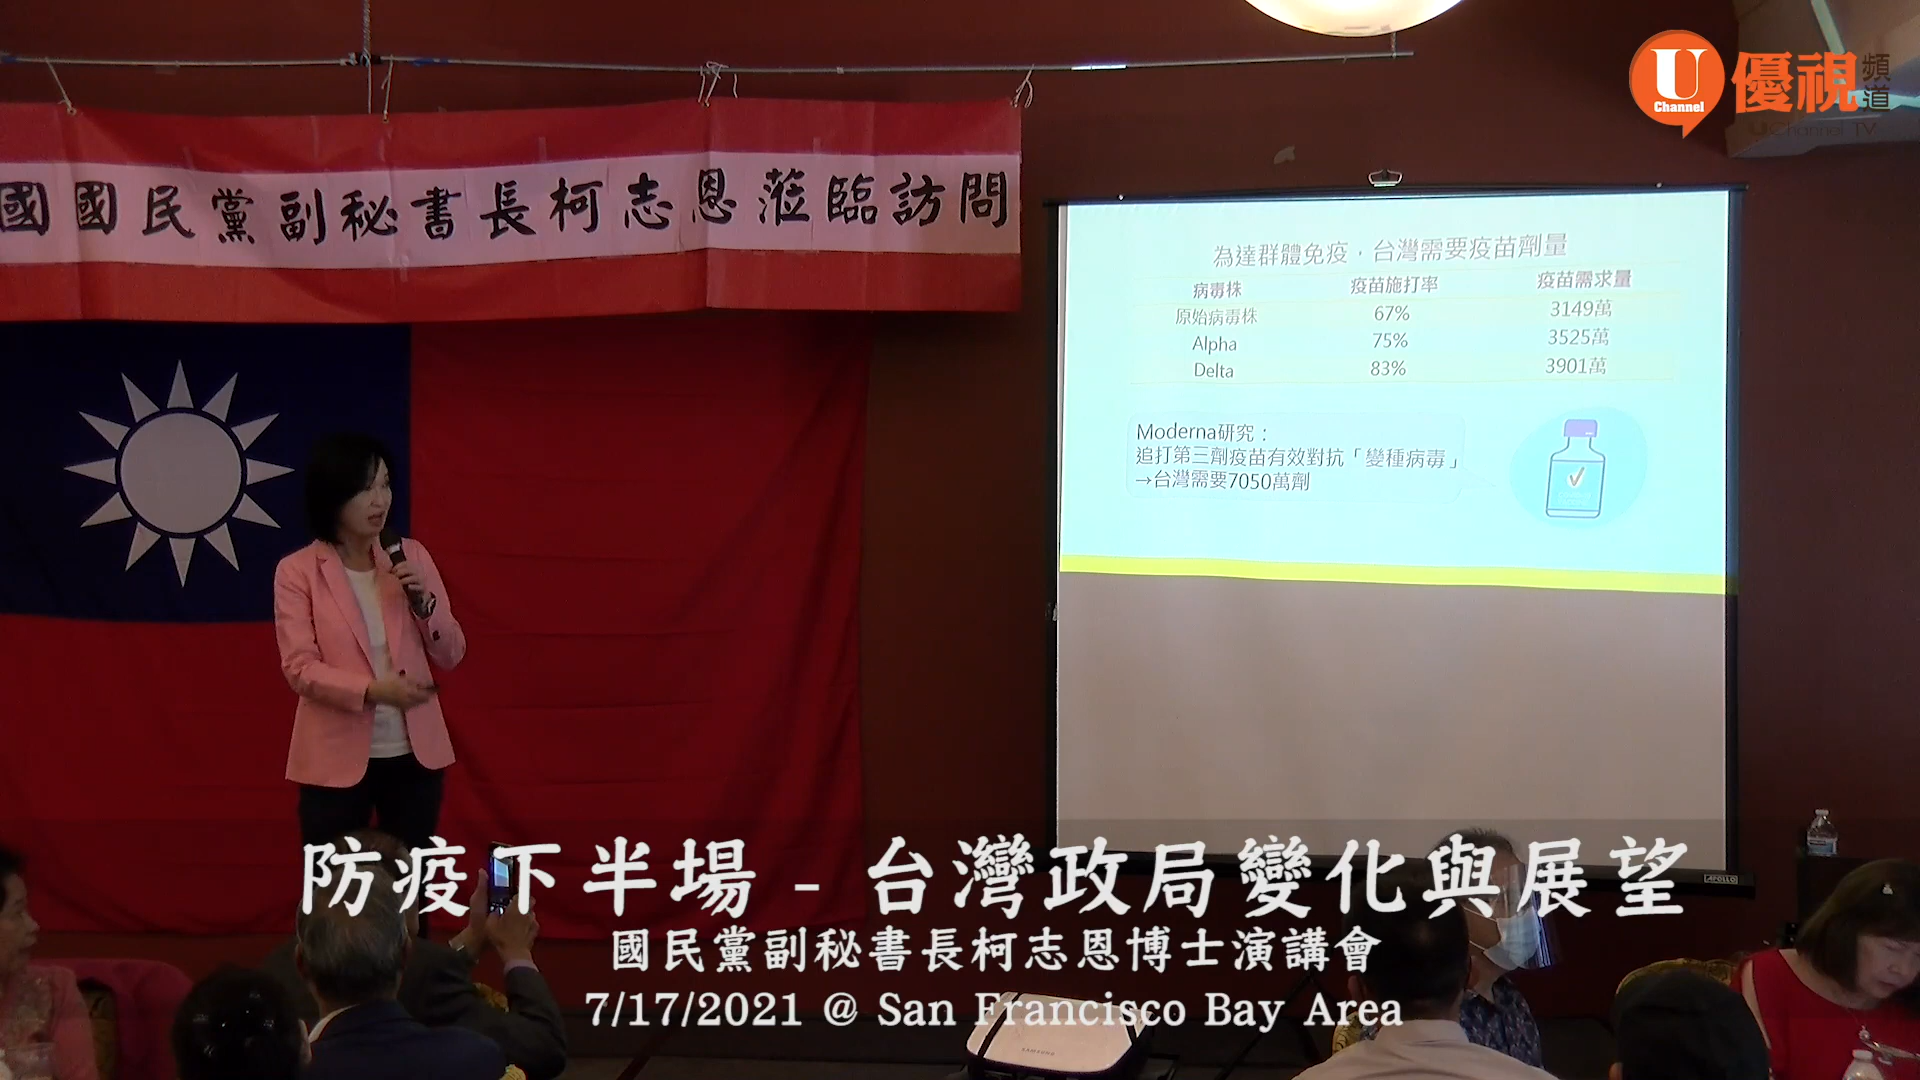 U
Channel
優視
頻道
UChannel TV
國國民黨副秘書長柯志恩蒞臨訪問
為達群體免疫，台灣需要疫苗劑量
病毒株 疫苗施打率 疫苗需求量
原始病毒株 67% 3149萬
Alpha 75% 3525萬
Delta 83% 3901萬
Moderna研究：
追打第三劑疫苗有效對抗「變種病毒」
→台灣需要7050萬劑
APOLLO
防疫下半場 - 台灣政局變化與展望
國民黨副秘書長柯志恩博士演講會
7/17/2021 @ San Francisco Bay Area
SAMSUNG